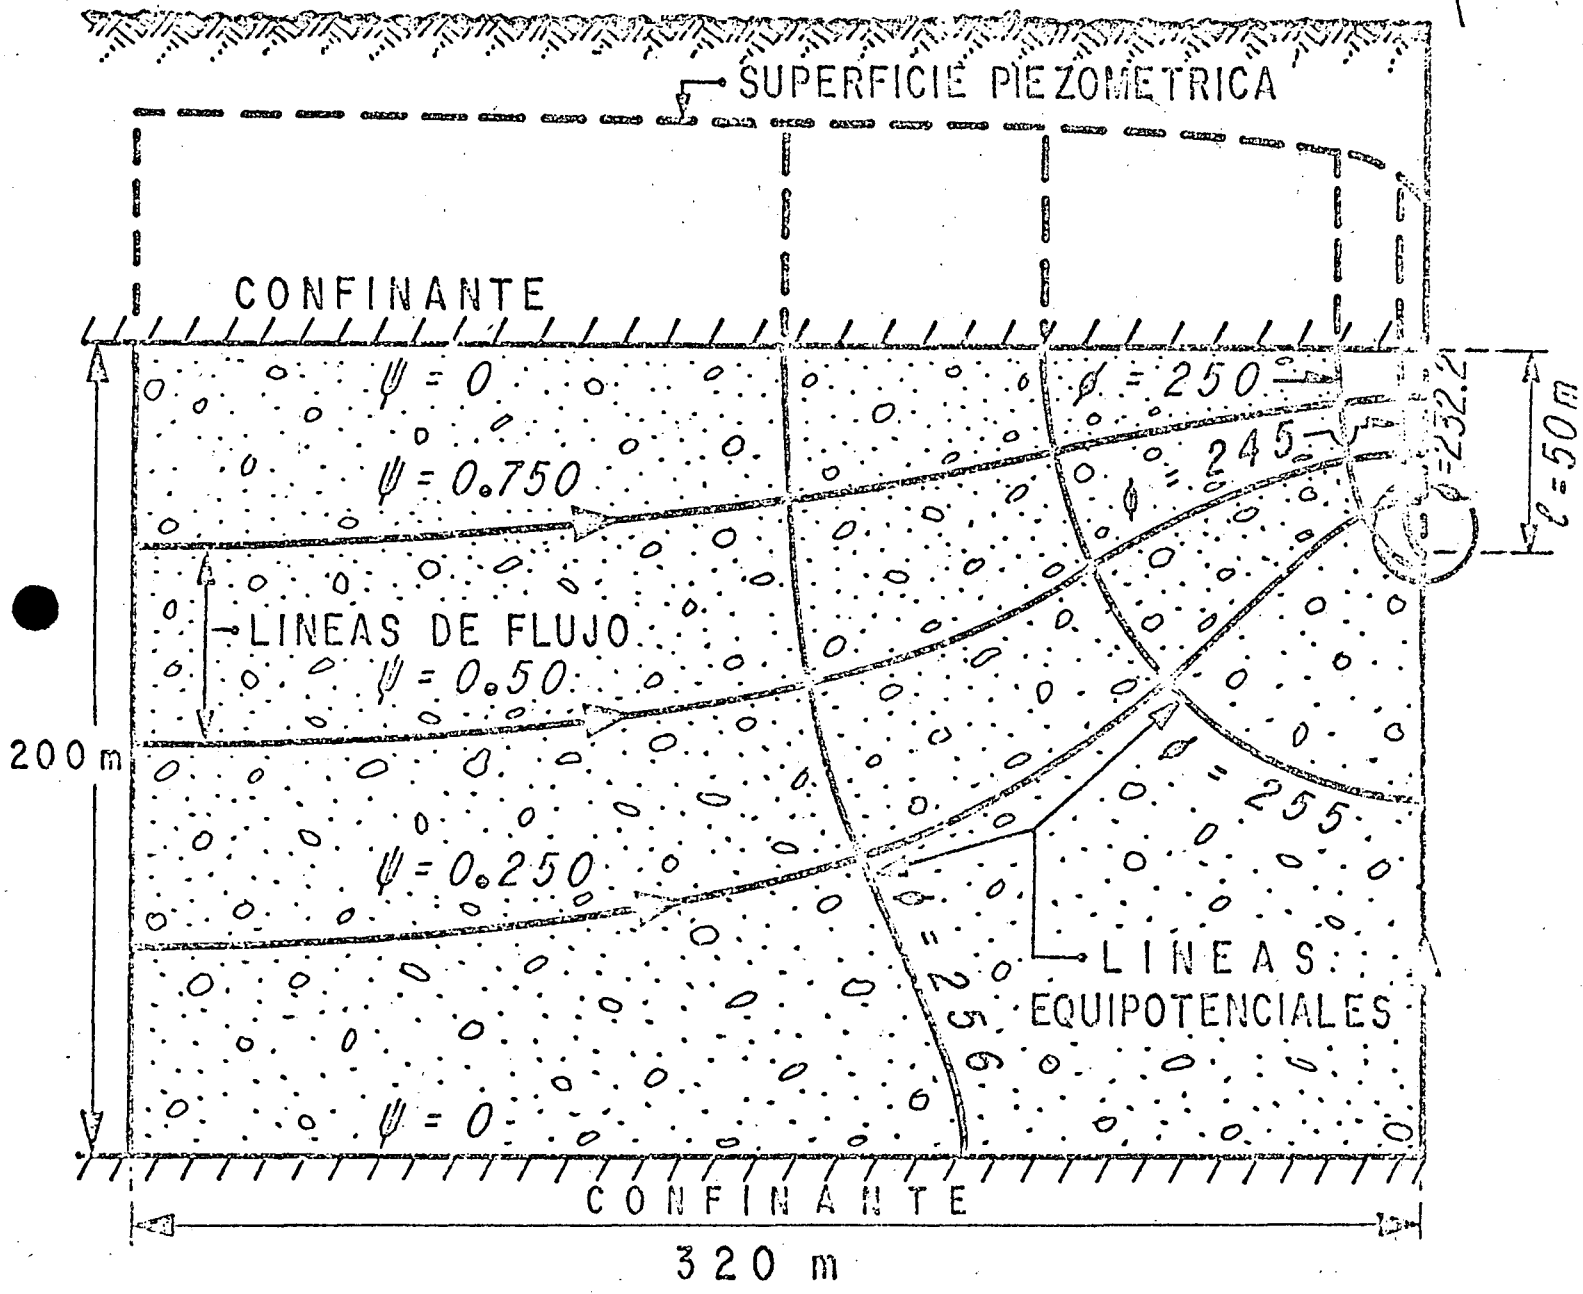 SUPERFICIE PIEZOMETRICA
CONFINANTE
ψ = 0
φ = 250
φ = 245
φ = 232.2
ℓ = 50 m
ψ = 0.750
LINEAS DE FLUJO
ψ = 0.50
200 m
φ = 255
ψ = 0.250
φ = 256
LINEAS
EQUIPOTENCIALES
ψ = 0
CONFINANTE
320 m